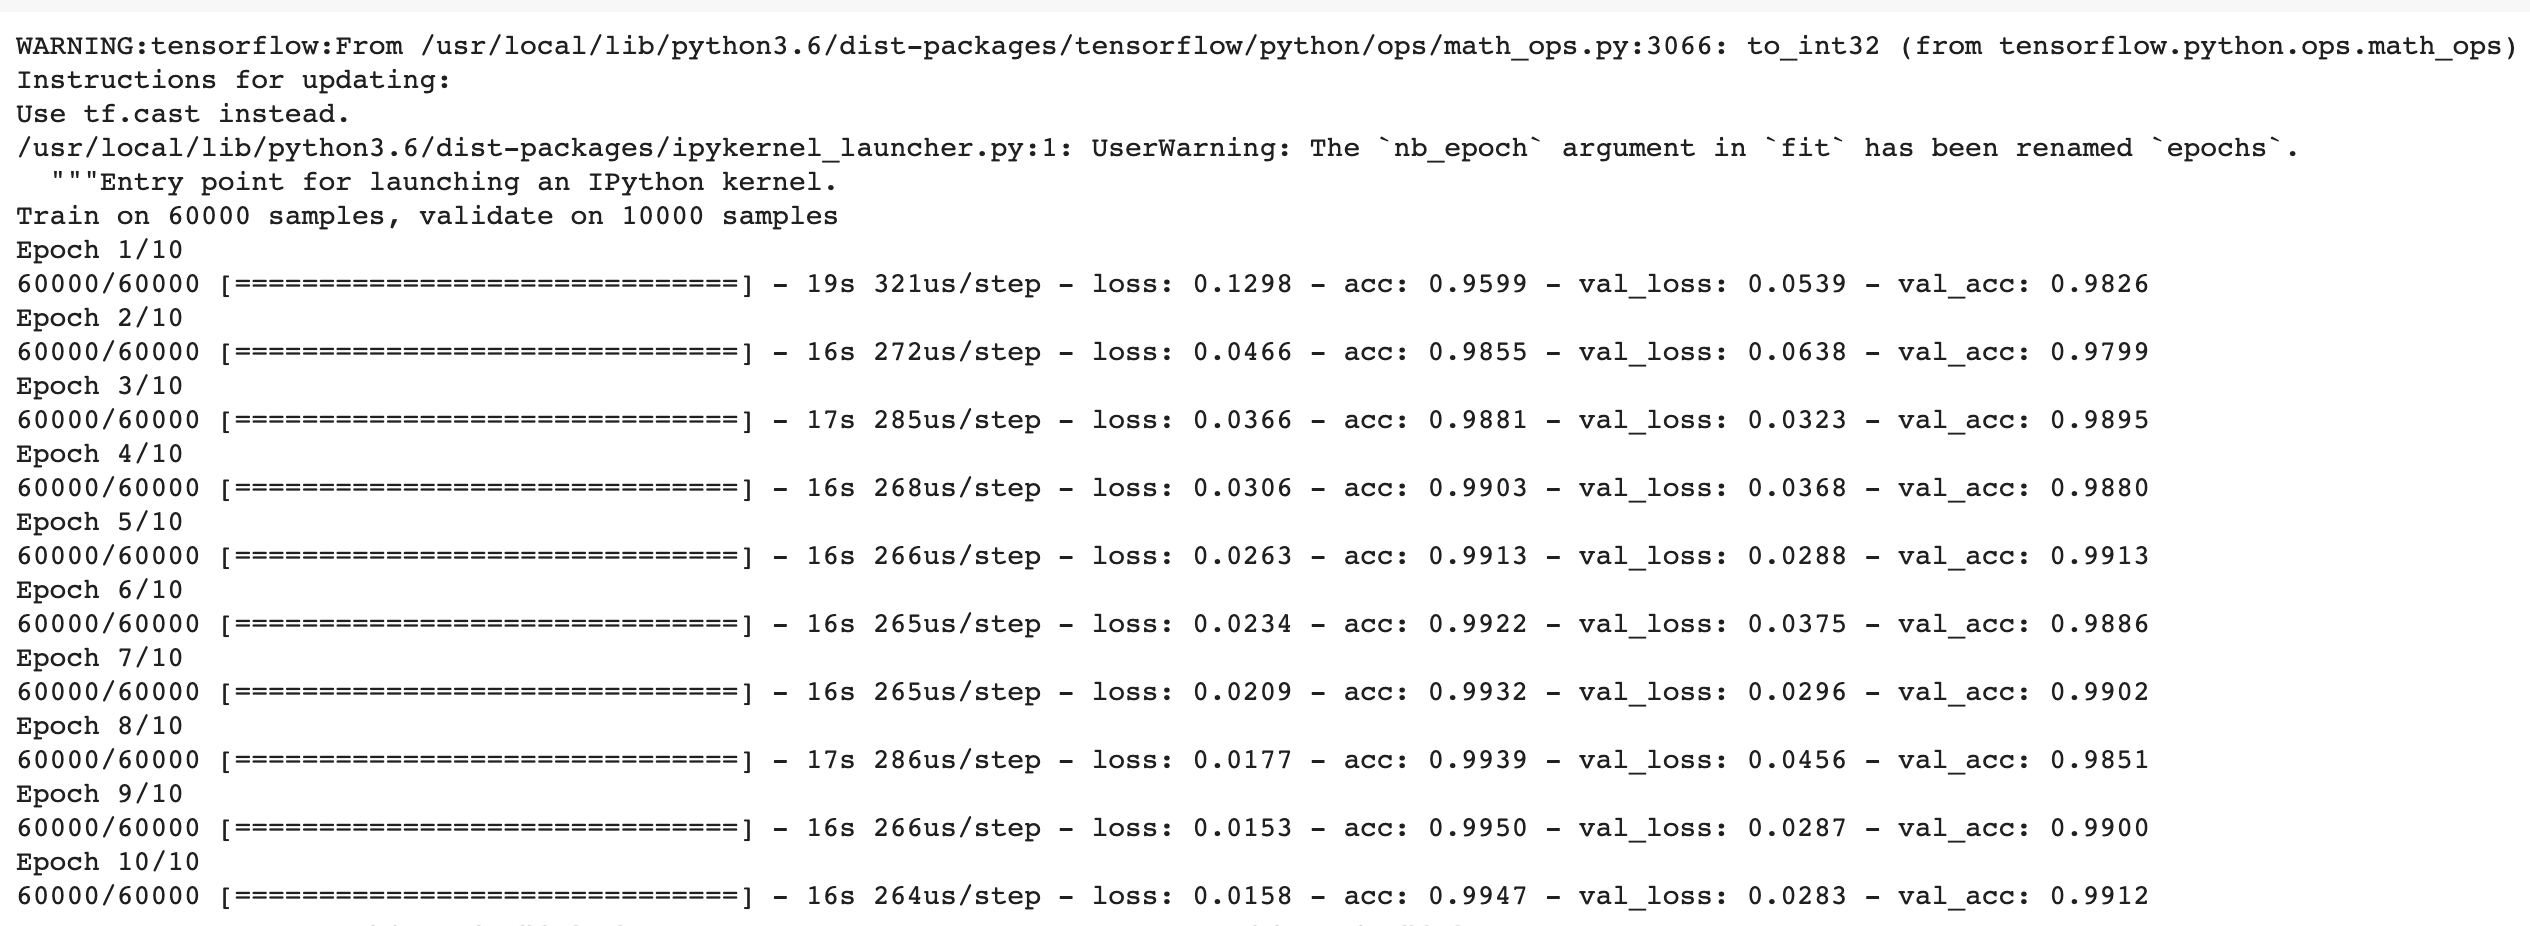 WARNING:tensorflow:From /usr/local/lib/python3.6/dist-packages/tensorflow/python/ops/math_ops.py:3066: to_int32 (from tensorflow.python.ops.math_ops)
Instructions for updating:
Use tf.cast instead.
/usr/local/lib/python3.6/dist-packages/ipykernel_launcher.py:1: UserWarning: The `nb_epoch` argument in `fit` has been renamed `epochs`.
  """Entry point for launching an IPython kernel.
Train on 60000 samples, validate on 10000 samples
Epoch 1/10
60000/60000 [==============================] - 19s 321us/step - loss: 0.1298 - acc: 0.9599 - val_loss: 0.0539 - val_acc: 0.9826
Epoch 2/10
60000/60000 [==============================] - 16s 272us/step - loss: 0.0466 - acc: 0.9855 - val_loss: 0.0638 - val_acc: 0.9799
Epoch 3/10
60000/60000 [==============================] - 17s 285us/step - loss: 0.0366 - acc: 0.9881 - val_loss: 0.0323 - val_acc: 0.9895
Epoch 4/10
60000/60000 [==============================] - 16s 268us/step - loss: 0.0306 - acc: 0.9903 - val_loss: 0.0368 - val_acc: 0.9880
Epoch 5/10
60000/60000 [==============================] - 16s 266us/step - loss: 0.0263 - acc: 0.9913 - val_loss: 0.0288 - val_acc: 0.9913
Epoch 6/10
60000/60000 [==============================] - 16s 265us/step - loss: 0.0234 - acc: 0.9922 - val_loss: 0.0375 - val_acc: 0.9886
Epoch 7/10
60000/60000 [==============================] - 16s 265us/step - loss: 0.0209 - acc: 0.9932 - val_loss: 0.0296 - val_acc: 0.9902
Epoch 8/10
60000/60000 [==============================] - 17s 286us/step - loss: 0.0177 - acc: 0.9939 - val_loss: 0.0456 - val_acc: 0.9851
Epoch 9/10
60000/60000 [==============================] - 16s 266us/step - loss: 0.0153 - acc: 0.9950 - val_loss: 0.0287 - val_acc: 0.9900
Epoch 10/10
60000/60000 [==============================] - 16s 264us/step - loss: 0.0158 - acc: 0.9947 - val_loss: 0.0283 - val_acc: 0.9912